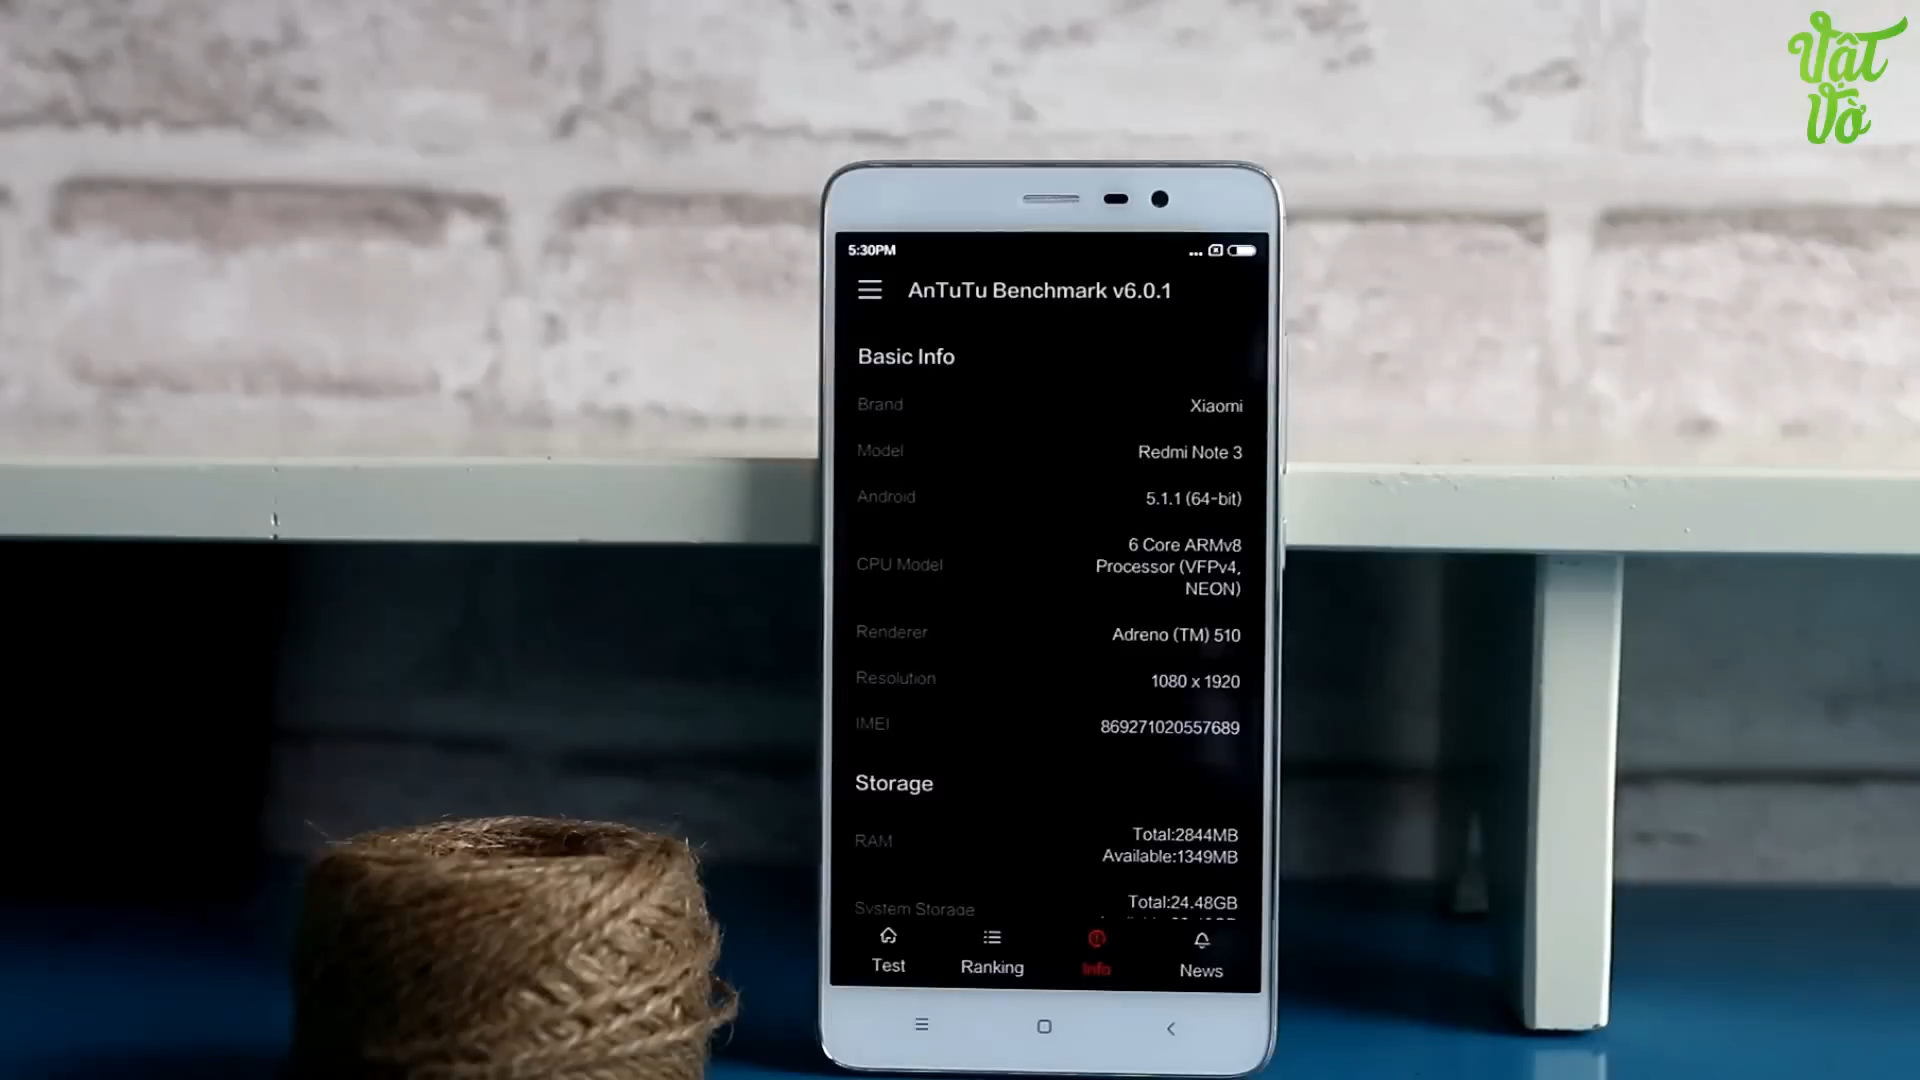 Vật
Vờ
5:30PM
AnTuTu Benchmark v6.0.1
Basic Info
Brand
Xiaomi
Model
Redmi Note 3
Android
5.1.1 (64-bit)
CPU Model
6 Core ARMv8
Processor (VFPv4,
NEON)
Renderer
Adreno (TM) 510
Resolution
1080 x 1920
IMEI
869271020557689
Storage
RAM
Total:2844MB
Available:1349MB
System Storage
Total:24.48GB
Test
Ranking
Info
News